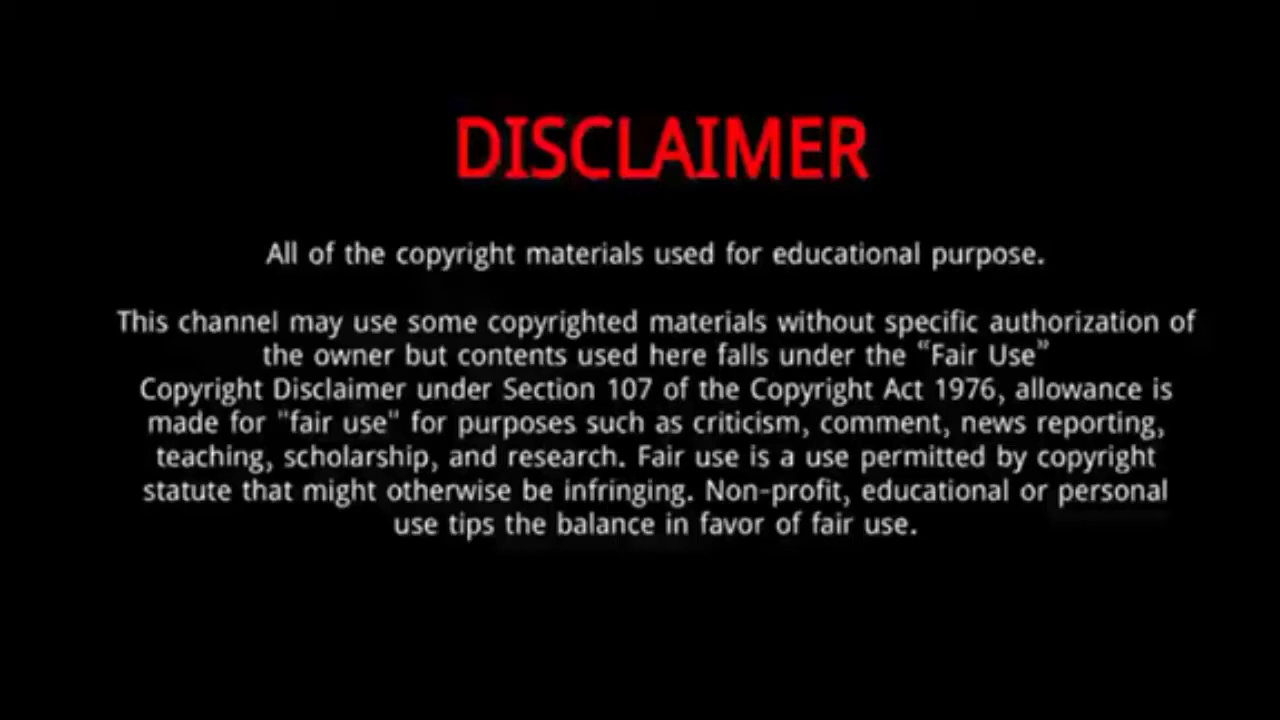 DISCLAIMER
All of the copyright materials used for educational purpose.
This channel may use some copyrighted materials without specific authorization of
the owner but contents used here falls under the “Fair Use”
Copyright Disclaimer under Section 107 of the Copyright Act 1976, allowance is
made for "fair use" for purposes such as criticism, comment, news reporting,
teaching, scholarship, and research. Fair use is a use permitted by copyright
statute that might otherwise be infringing. Non-profit, educational or personal
use tips the balance in favor of fair use.